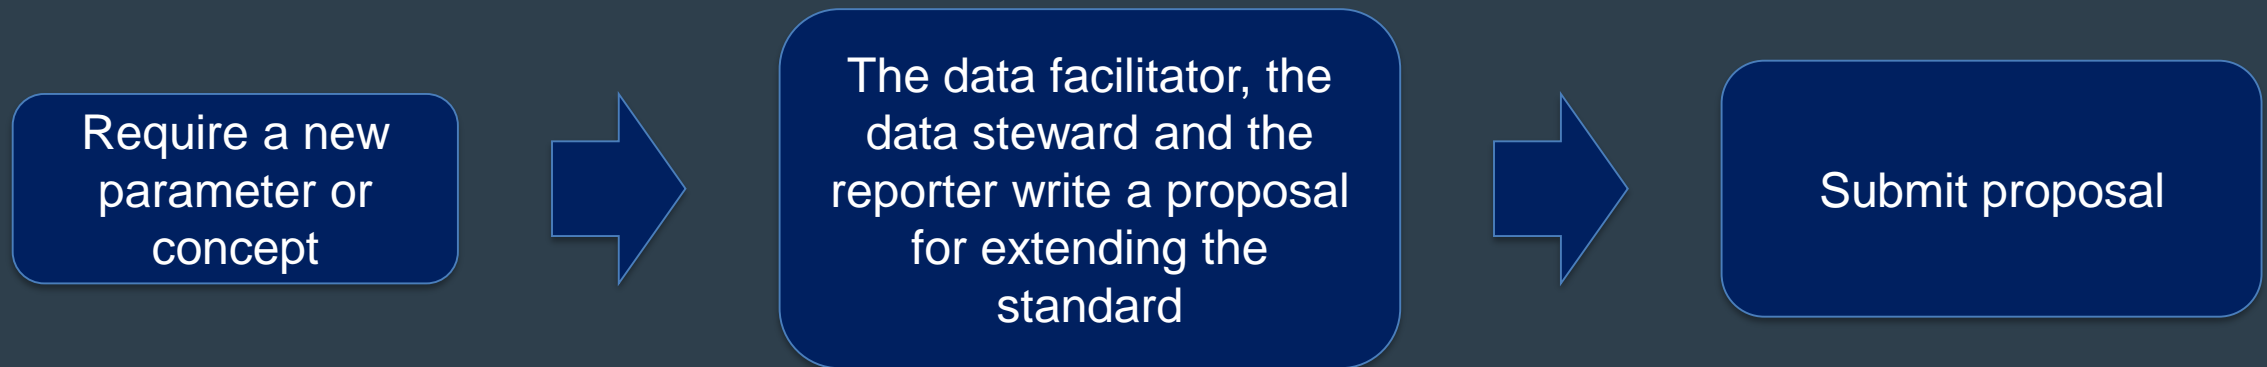 Require a new
parameter or
concept
The data facilitator, the
data steward and the
reporter write a proposal
for extending the
standard
Submit proposal